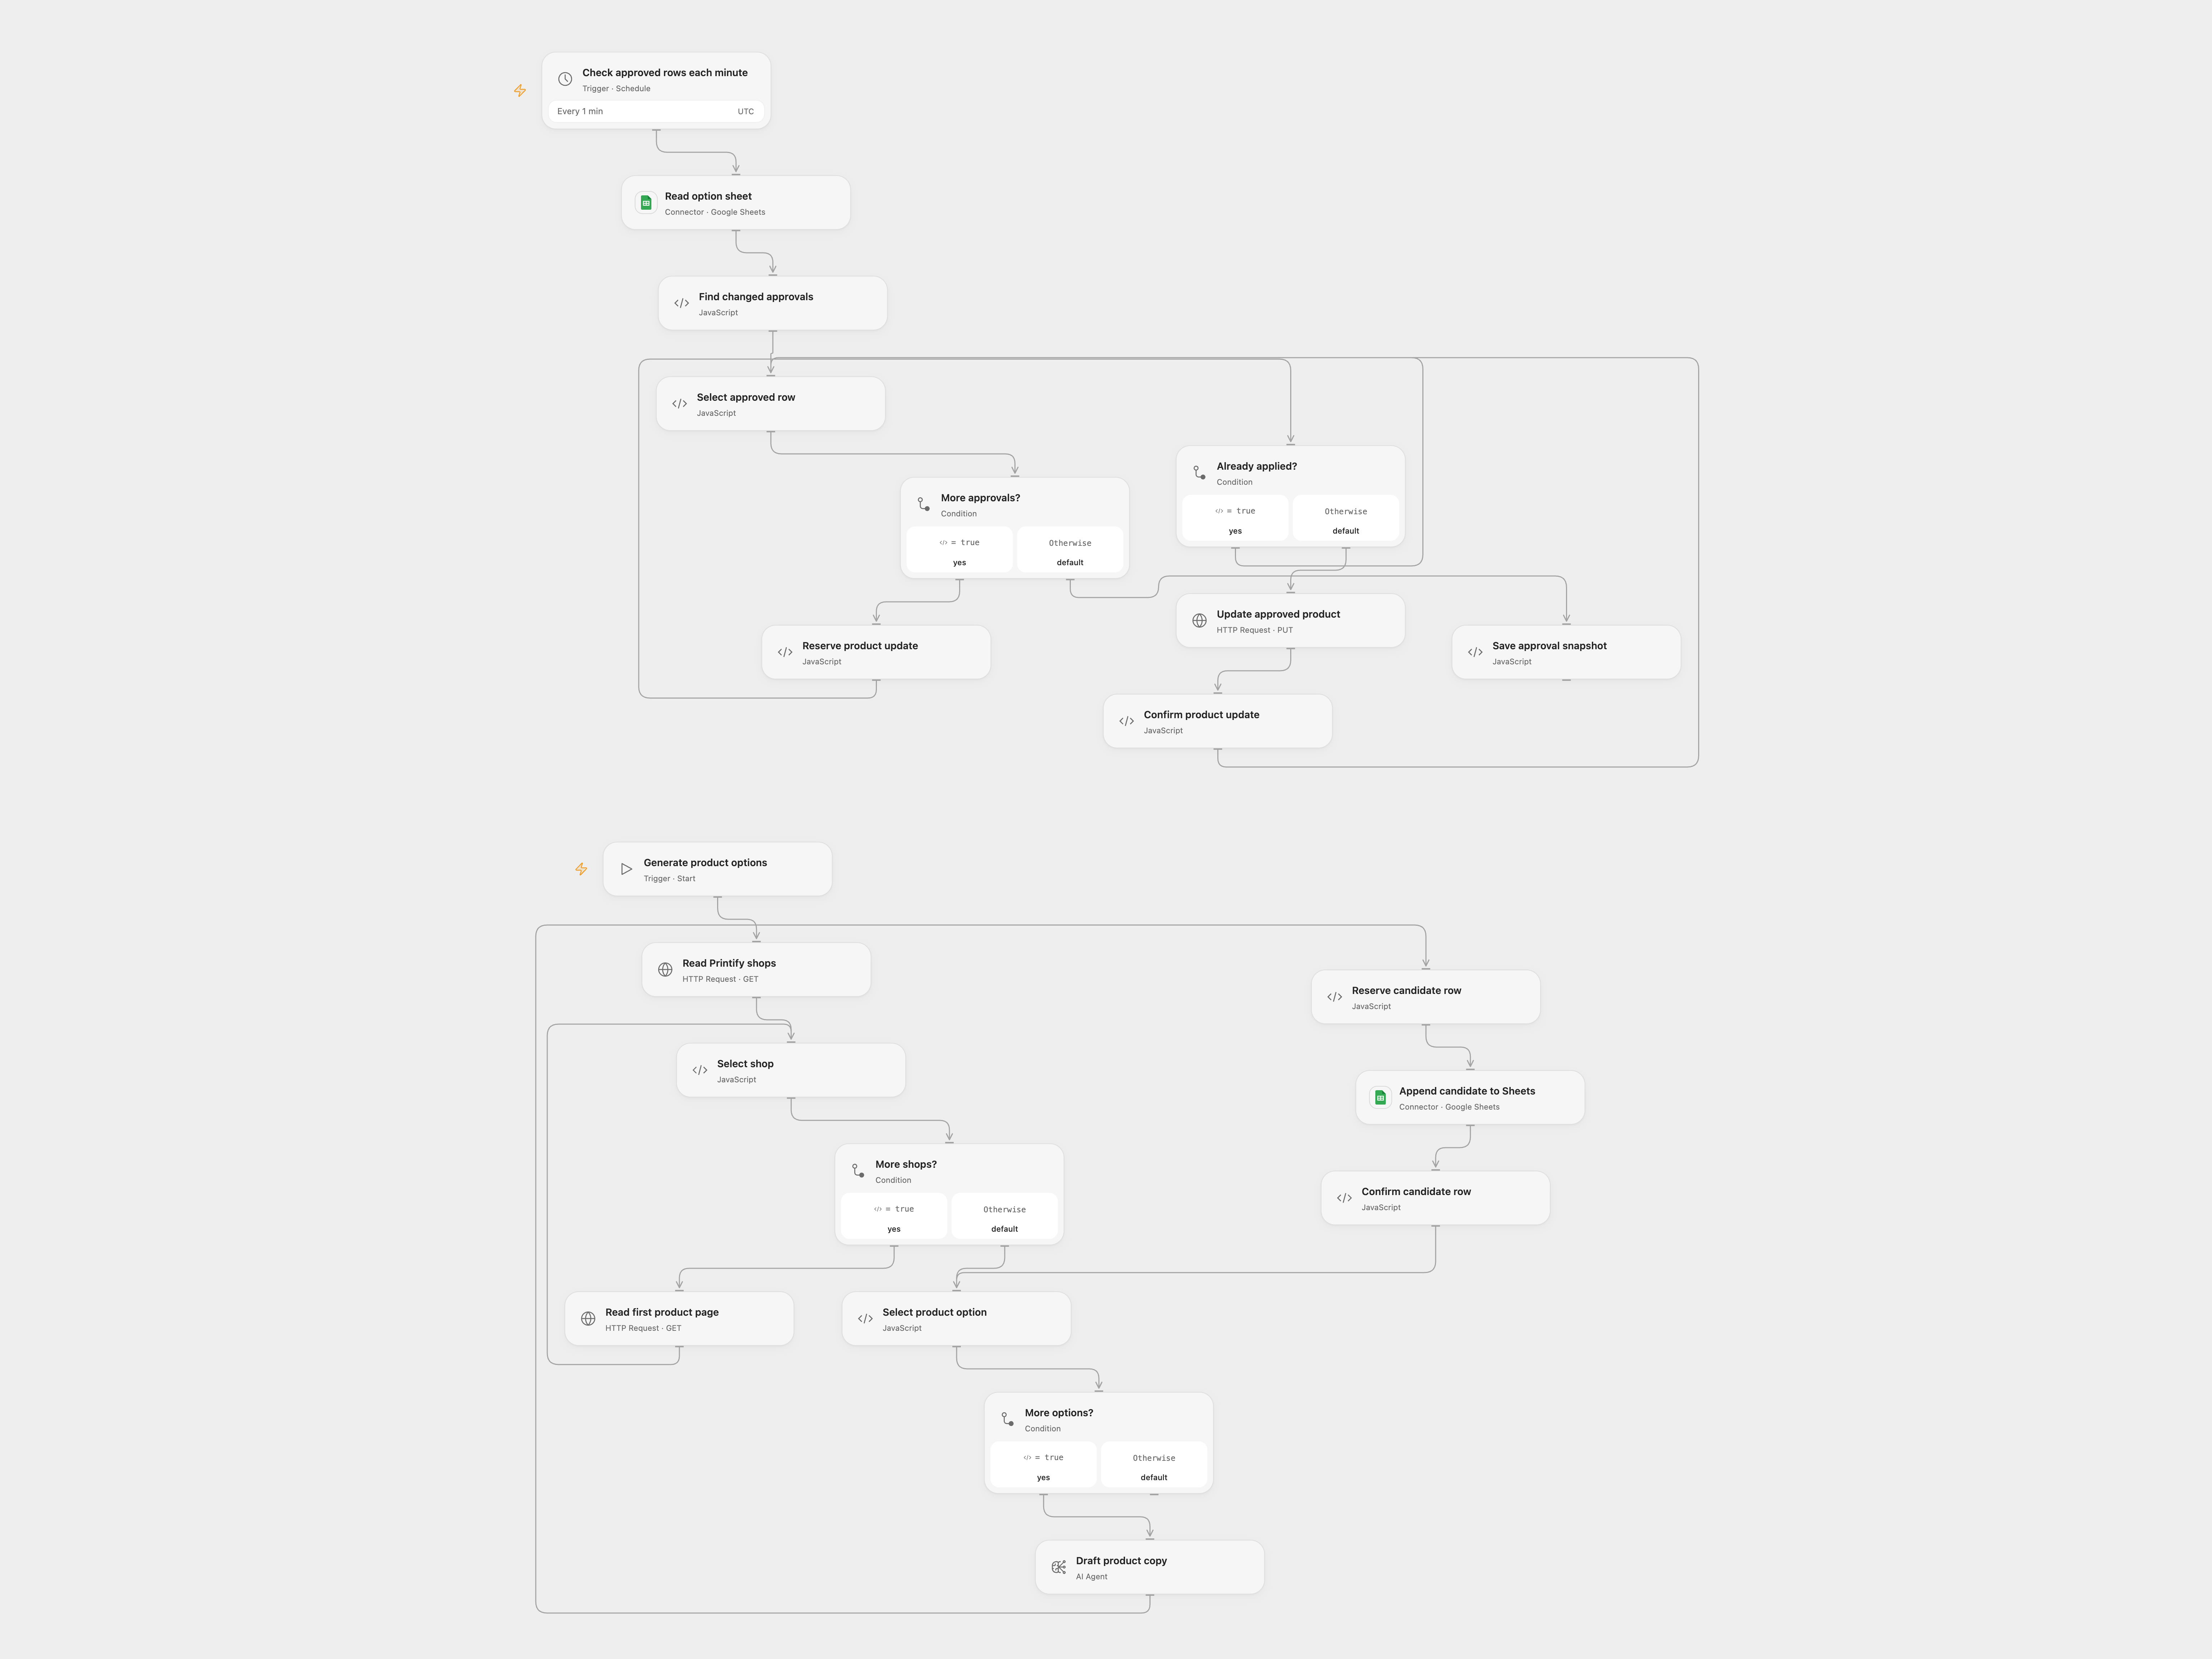 Check approved rows each minute
Trigger · Schedule
Every 1 min UTC
Read option sheet
Connector · Google Sheets
Find changed approvals
JavaScript
Select approved row
JavaScript
More approvals?
Condition
</> = true Otherwise
yes default
Already applied?
Condition
</> = true Otherwise
yes default
Reserve product update
JavaScript
Update approved product
HTTP Request · PUT
Save approval snapshot
JavaScript
Confirm product update
JavaScript
Generate product options
Trigger · Start
Read Printify shops
HTTP Request · GET
Reserve candidate row
JavaScript
Select shop
JavaScript
Append candidate to Sheets
Connector · Google Sheets
More shops?
Condition
</> = true Otherwise
yes default
Confirm candidate row
JavaScript
Read first product page
HTTP Request · GET
Select product option
JavaScript
More options?
Condition
</> = true Otherwise
yes default
Draft product copy
AI Agent